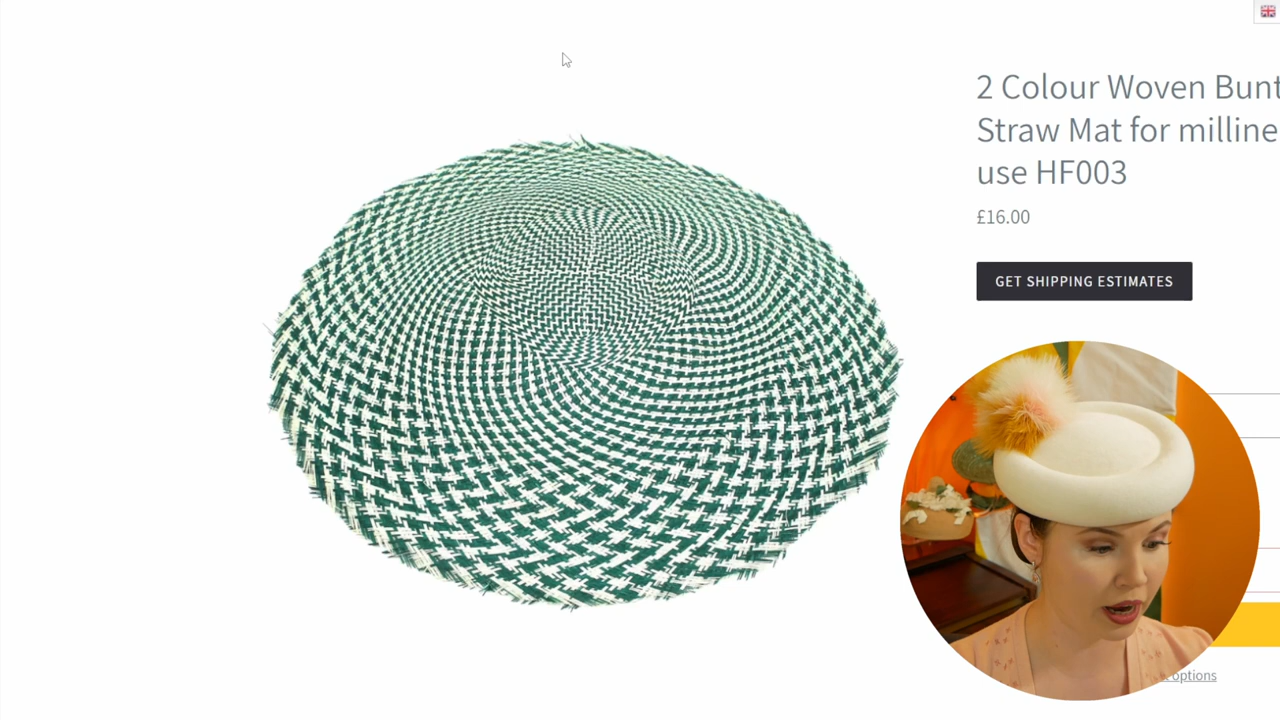 2 Colour Woven Bunt
Straw Mat for milline
use HF003
£16.00
GET SHIPPING ESTIMATES
options